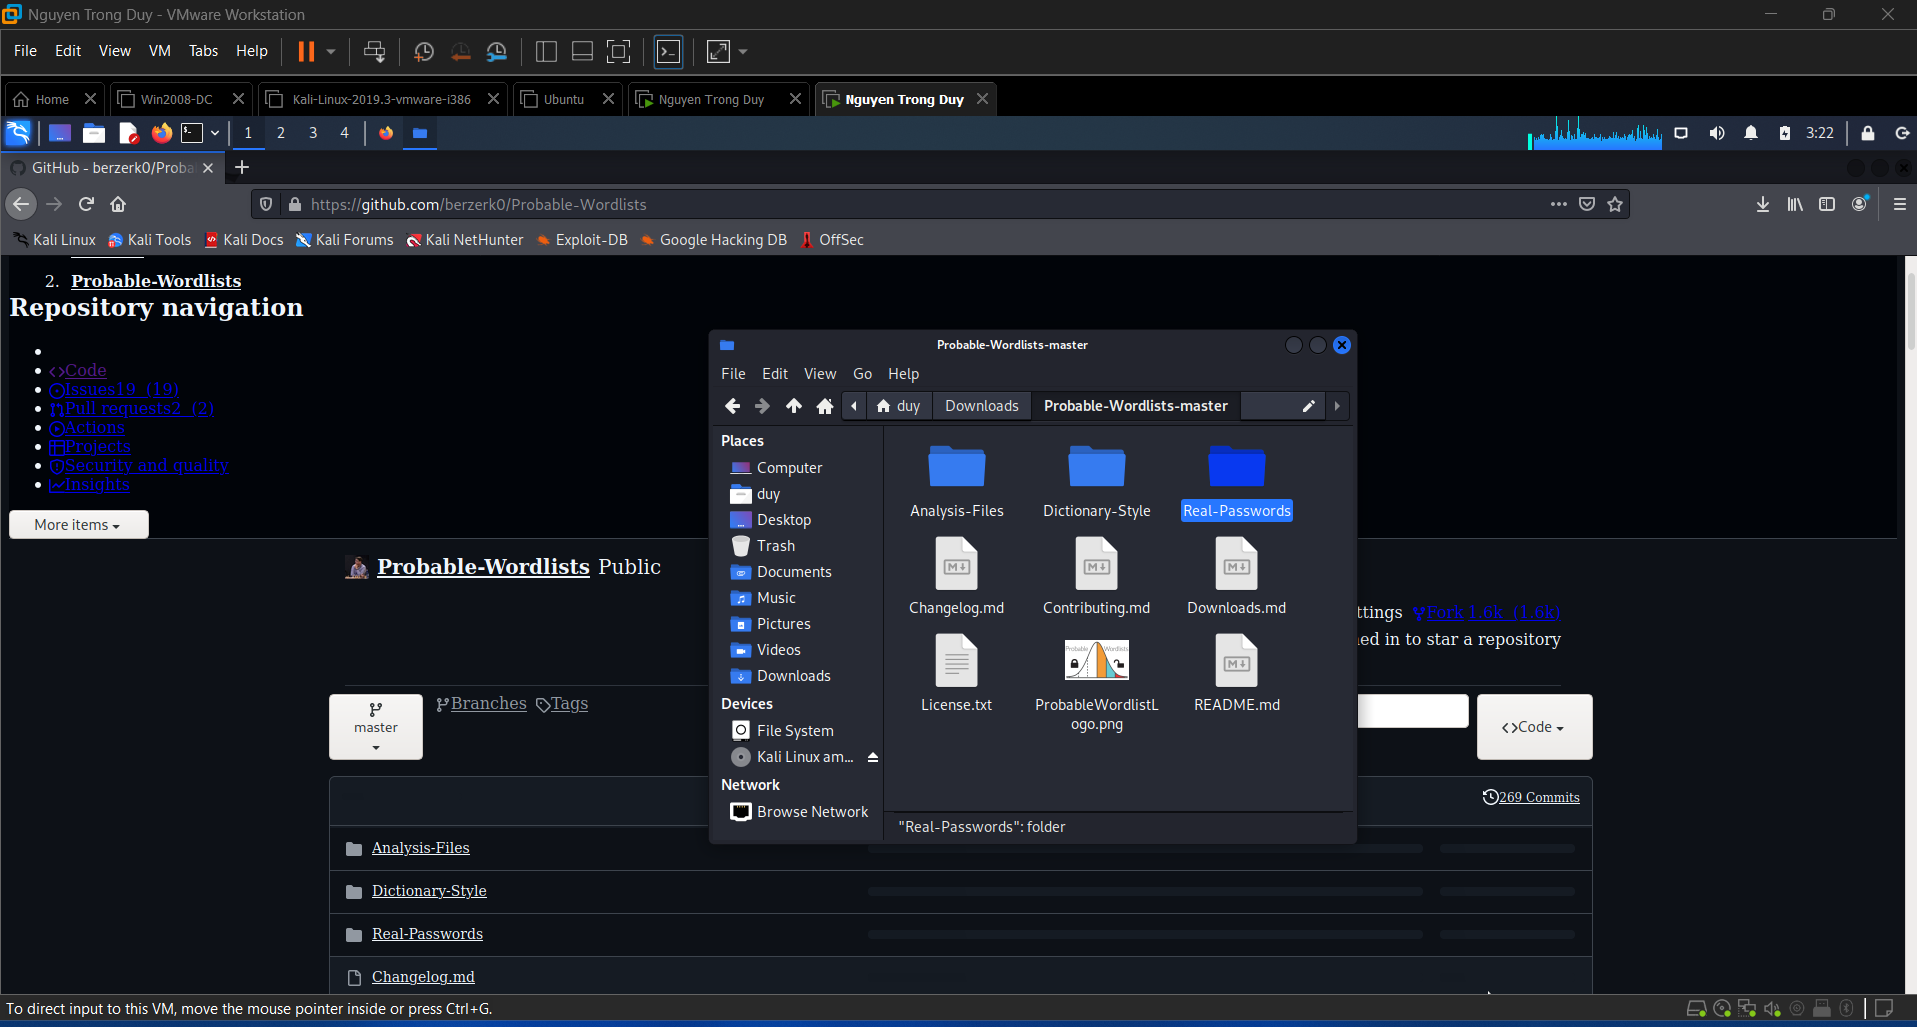 Nguyen Trong Duy - VMware Workstation
File Edit View VM Tabs Help
Home Win2008-DC Kali-Linux-2019.3-vmware-i386 Ubuntu Nguyen Trong Duy Nguyen Trong Duy
1 2 3 4 3:22
GitHub - berzerk0/Proba
https://github.com/berzerk0/Probable-Wordlists
Kali Linux Kali Tools Kali Docs Kali Forums Kali NetHunter Exploit-DB Google Hacking DB OffSec
2. Probable-Wordlists
Repository navigation
Code
Issues19 (19)
Pull requests2 (2)
Actions
Projects
Security and quality
Insights
More items
Probable-Wordlists Public
ttings Fork 1.6k (1.6k)
ed in to star a repository
master
Branches Tags
Code
269 Commits
Analysis-Files
Dictionary-Style
Real-Passwords
Changelog.md
Probable-Wordlists-master
File Edit View Go Help
duy Downloads Probable-Wordlists-master
Places
Computer
duy
Desktop
Trash
Documents
Music
Pictures
Videos
Downloads
Devices
File System
Kali Linux am...
Network
Browse Network
Analysis-Files Dictionary-Style Real-Passwords
Changelog.md Contributing.md Downloads.md
Probable Wordlists
License.txt ProbableWordlistL
ogo.png README.md
"Real-Passwords": folder
To direct input to this VM, move the mouse pointer inside or press Ctrl+G.